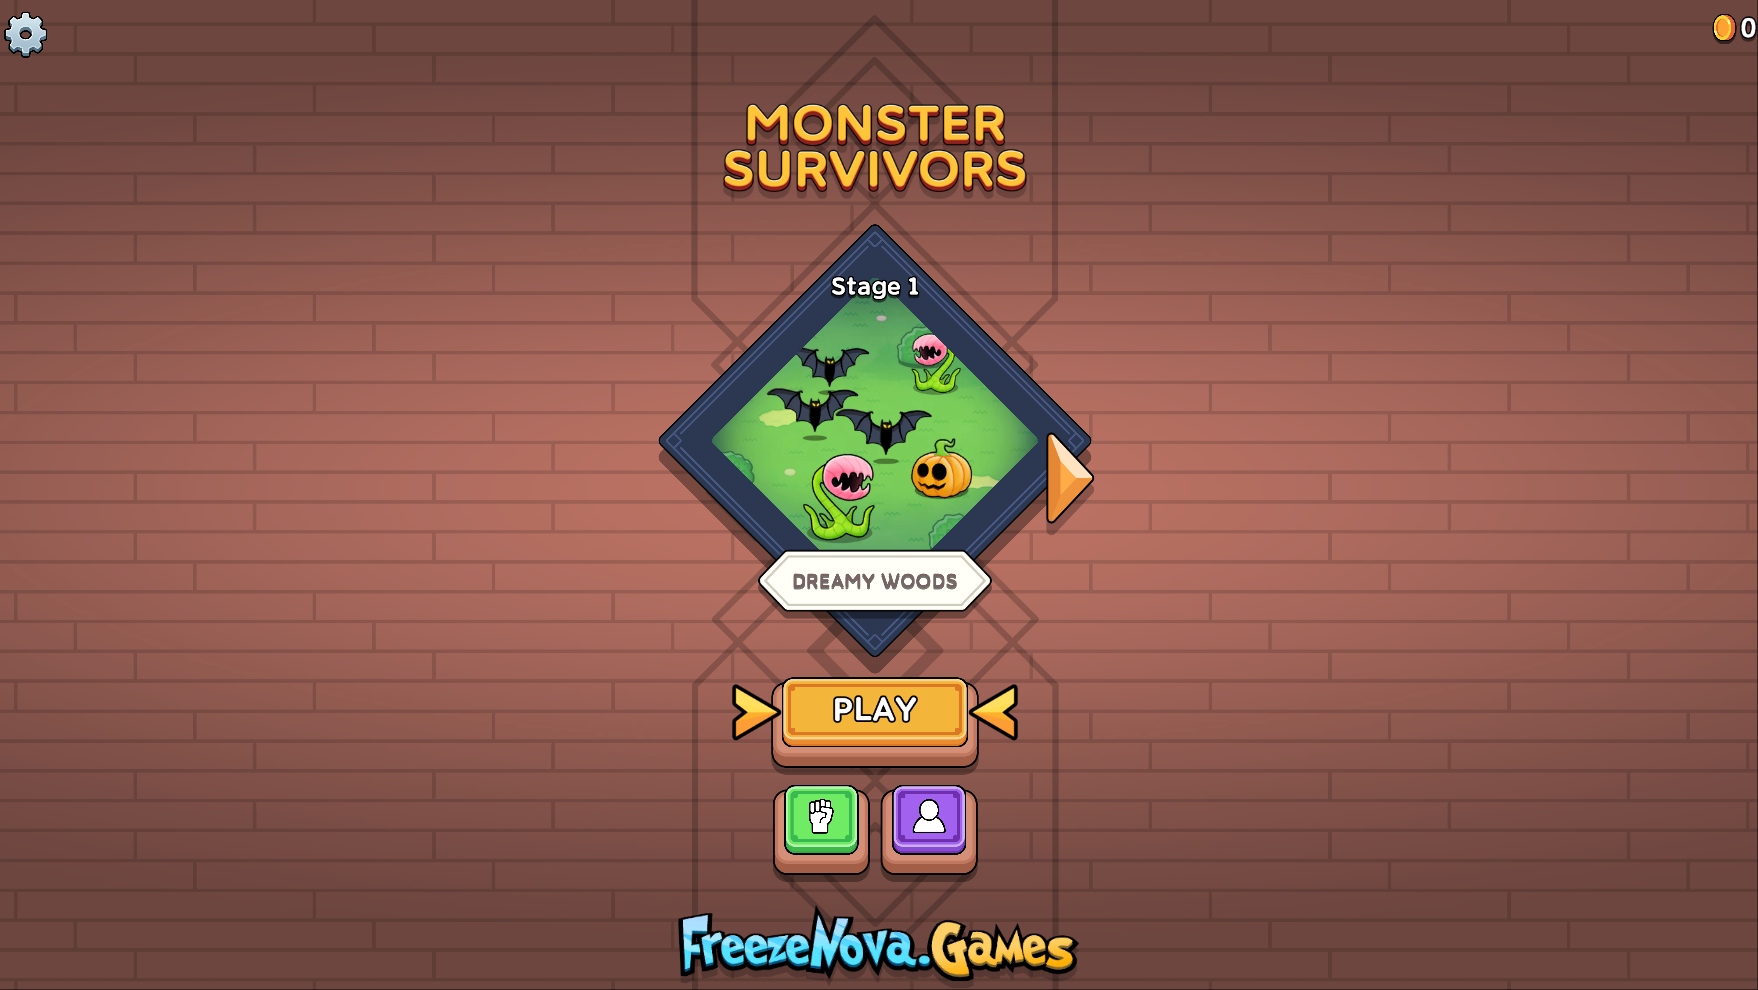 0
MONSTER
SURVIVORS
Stage 1
DREAMY WOODS
PLAY
FreezeNova.Games